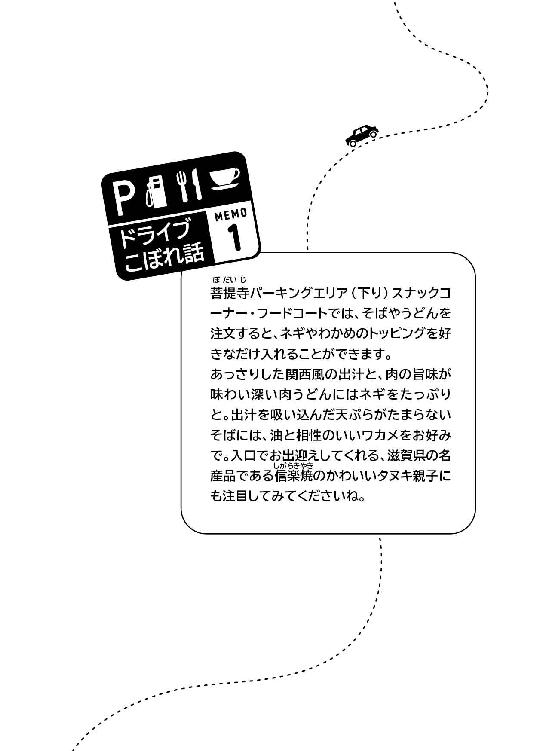 P
ドライブ
こぼれ話
MEMO
1
ぼだいじ
菩提寺パーキングエリア（下り）スナックコ
ーナー・フードコートでは、そばやうどんを
注文すると、ネギやわかめのトッピングを好
きなだけ入れることができます。
あっさりした関西風の出汁と、肉の旨味が
味わい深い肉うどんにはネギをたっぷり
と。出汁を吸い込んだ天ぷらがたまらない
そばには、油と相性のいいワカメをお好み
で。入口でお出迎えしてくれる、滋賀県の名
しがらきやき
産品である信楽焼のかわいいタヌキ親子に
も注目してみてくださいね。